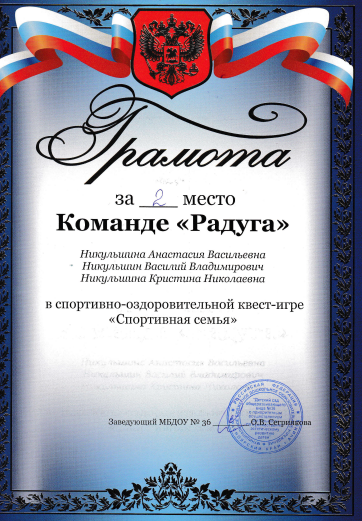 Грамота
за 2 место
Команде «Радуга»
Никульшина Анастасия Васильевна
Никульшин Василий Владимирович
Никульшина Кристина Николаевна
в спортивно-оздоровительной квест-игре
«Спортивная семья»
Заведующий МБДОУ № 36 О.В. Сегриякова